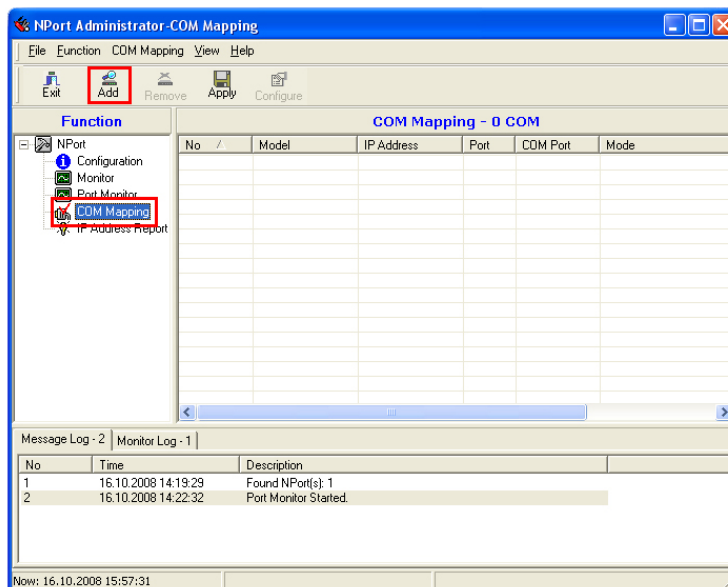 NPort Administrator-COM Mapping
File Function COM Mapping View Help
Exit Add Remove Apply Configure
Function
COM Mapping - 0 COM
NPort
Configuration
Monitor
Port Monitor
COM Mapping
IP Address Report
No Model IP Address Port COM Port Mode
Message Log - 2 Monitor Log - 1
No Time Description
1 16.10.2008 14:19:29 Found NPort(s): 1
2 16.10.2008 14:22:32 Port Monitor Started.
Now: 16.10.2008 15:57:31